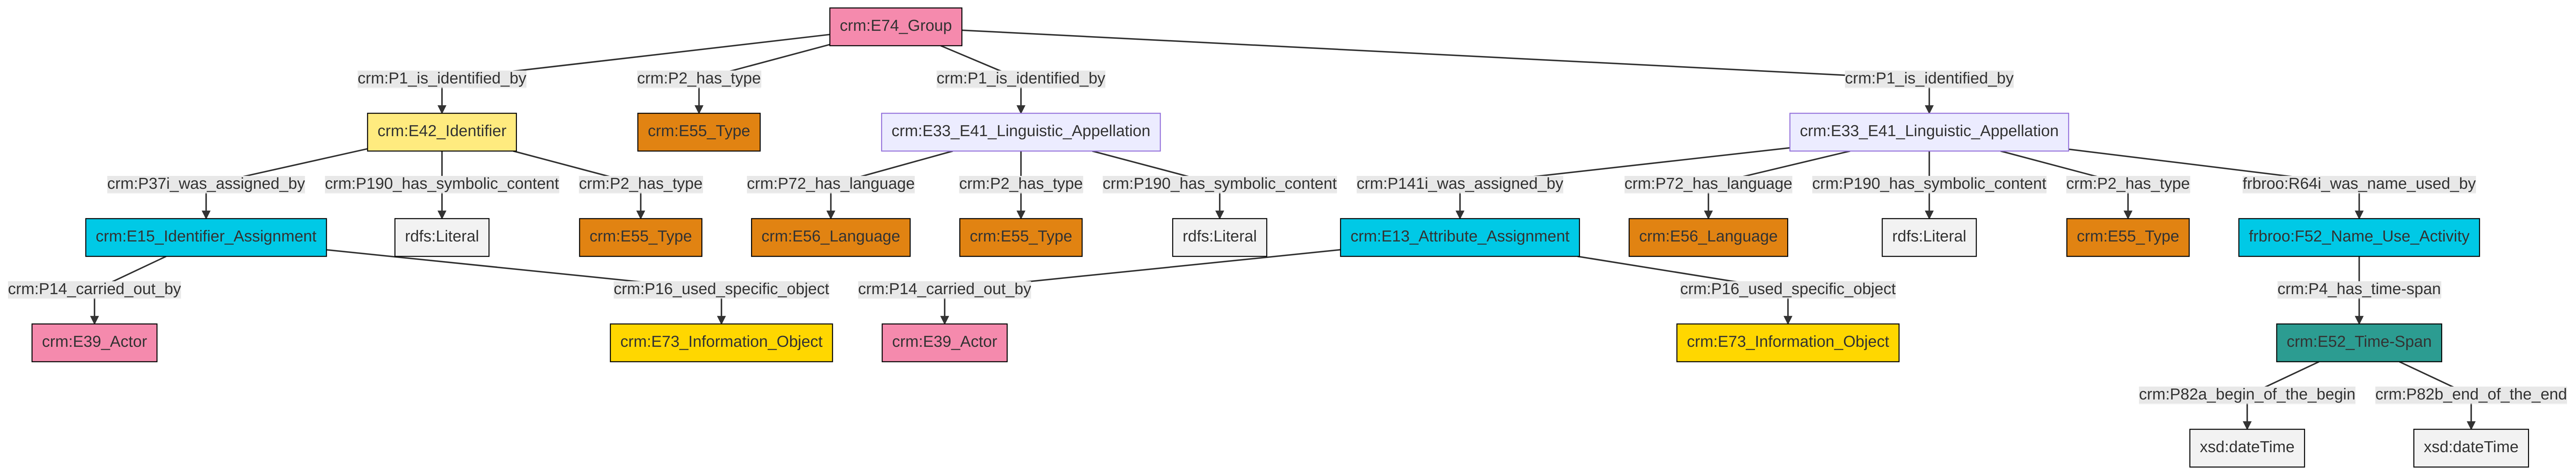 crm:E74_Group
crm:P1_is_identified_by crm:P2_has_type crm:P1_is_identified_by crm:P1_is_identified_by
crm:E42_Identifier crm:E55_Type crm:E33_E41_Linguistic_Appellation crm:E33_E41_Linguistic_Appellation
crm:P37i_was_assigned_by crm:P190_has_symbolic_content crm:P2_has_type crm:P72_has_language crm:P2_has_type crm:P190_has_symbolic_content crm:P141i_was_assigned_by crm:P72_has_language crm:P190_has_symbolic_content crm:P2_has_type frbroo:R64i_was_name_used_by
crm:E15_Identifier_Assignment rdfs:Literal crm:E55_Type crm:E56_Language crm:E55_Type rdfs:Literal crm:E13_Attribute_Assignment crm:E56_Language rdfs:Literal crm:E55_Type frbroo:F52_Name_Use_Activity
crm:P14_carried_out_by crm:P16_used_specific_object crm:P14_carried_out_by crm:P16_used_specific_object crm:P4_has_time-span
crm:E39_Actor crm:E73_Information_Object crm:E39_Actor crm:E73_Information_Object crm:E52_Time-Span
crm:P82a_begin_of_the_begin crm:P82b_end_of_the_end
xsd:dateTime xsd:dateTime